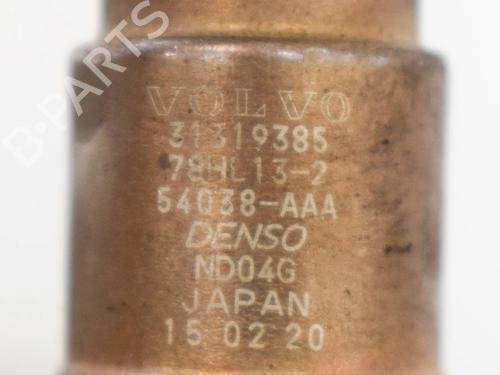 VOLVO
31319385
78HL13-2
54038-AAA
DENSO
ND04G
JAPAN
15 02 20
B-PARTS